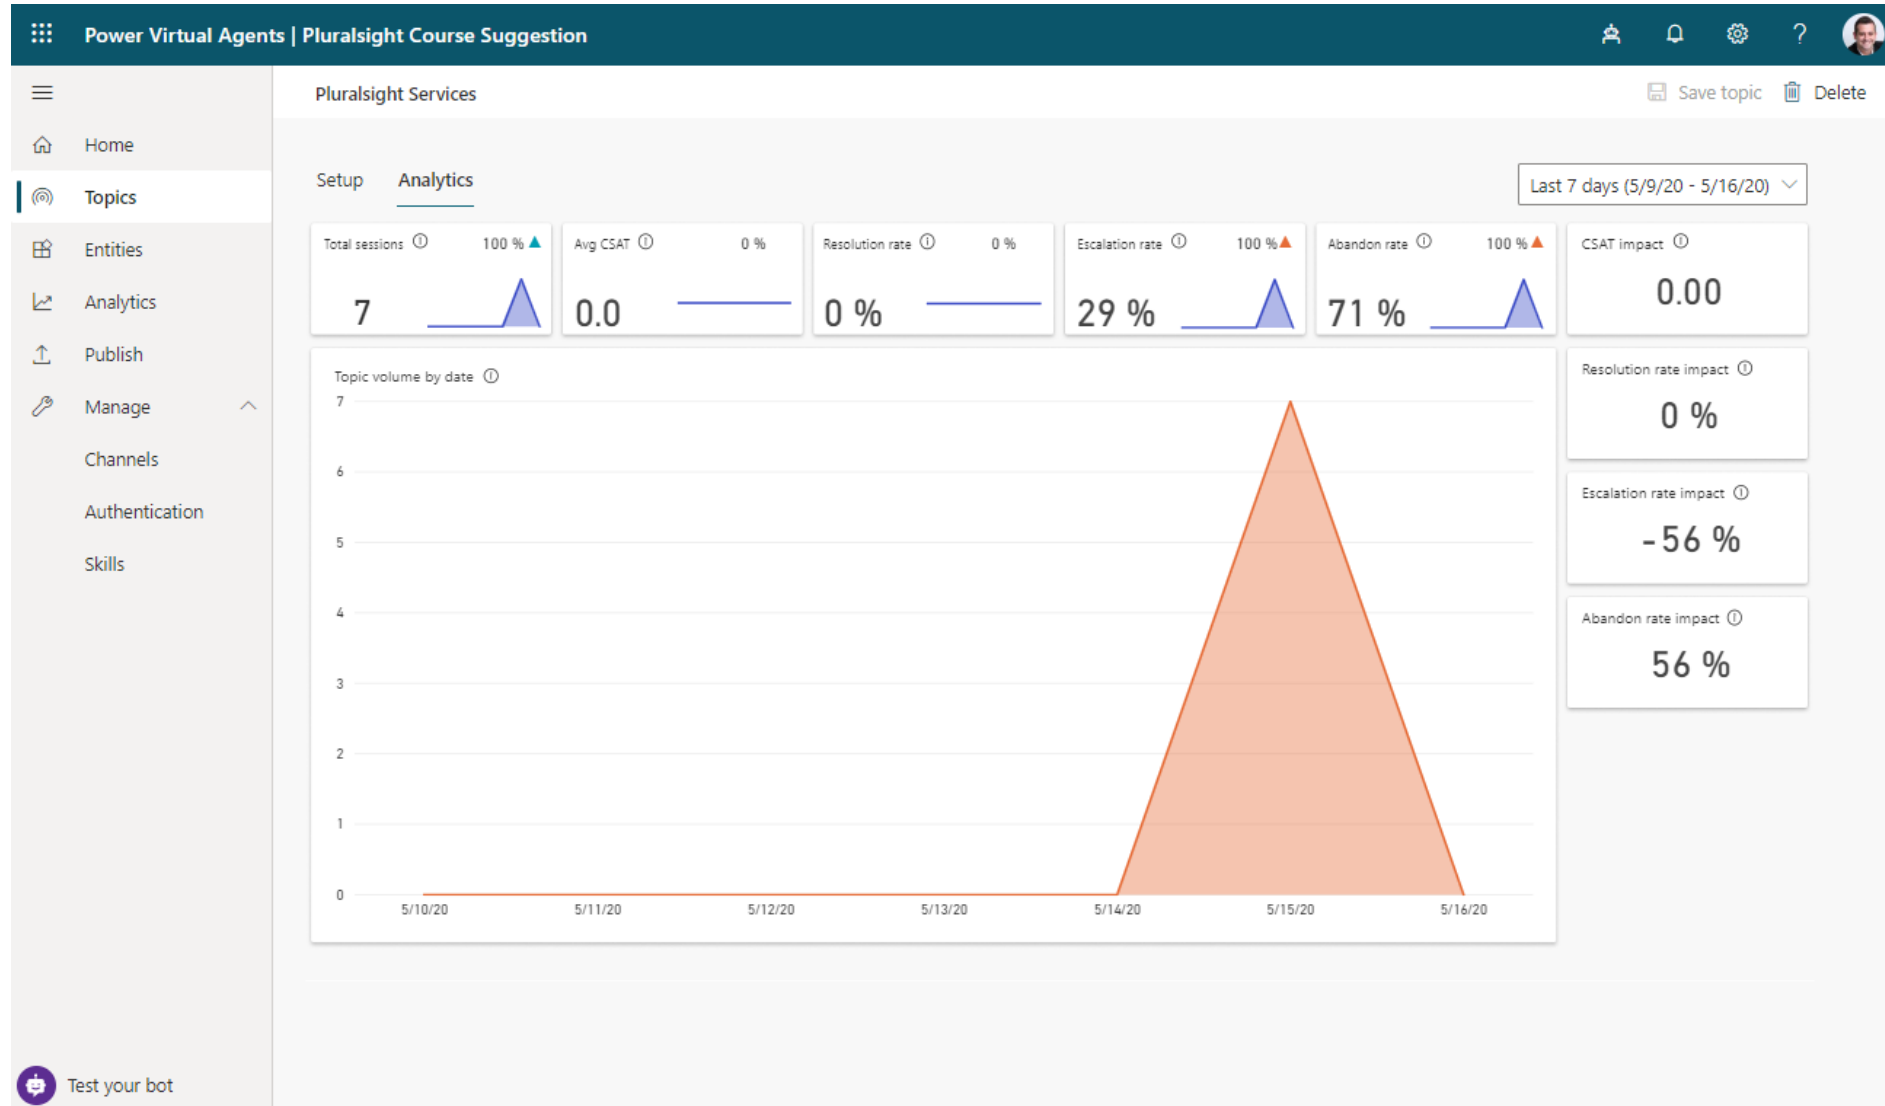 Power Virtual Agents | Pluralsight Course Suggestion
?
Pluralsight Services
Save topic
Delete
Home
Topics
Entities
Analytics
Publish
Manage
Channels
Authentication
Skills
Test your bot
Setup
Analytics
Last 7 days (5/9/20 - 5/16/20)
Total sessions
100 %
7
Avg CSAT
0 %
0.0
Resolution rate
0 %
0 %
Escalation rate
100 %
29 %
Abandon rate
100 %
71 %
CSAT impact
0.00
Topic volume by date
7
6
5
4
3
2
1
0
5/10/20 5/11/20 5/12/20 5/13/20 5/14/20 5/15/20 5/16/20
Resolution rate impact
0 %
Escalation rate impact
-56 %
Abandon rate impact
56 %